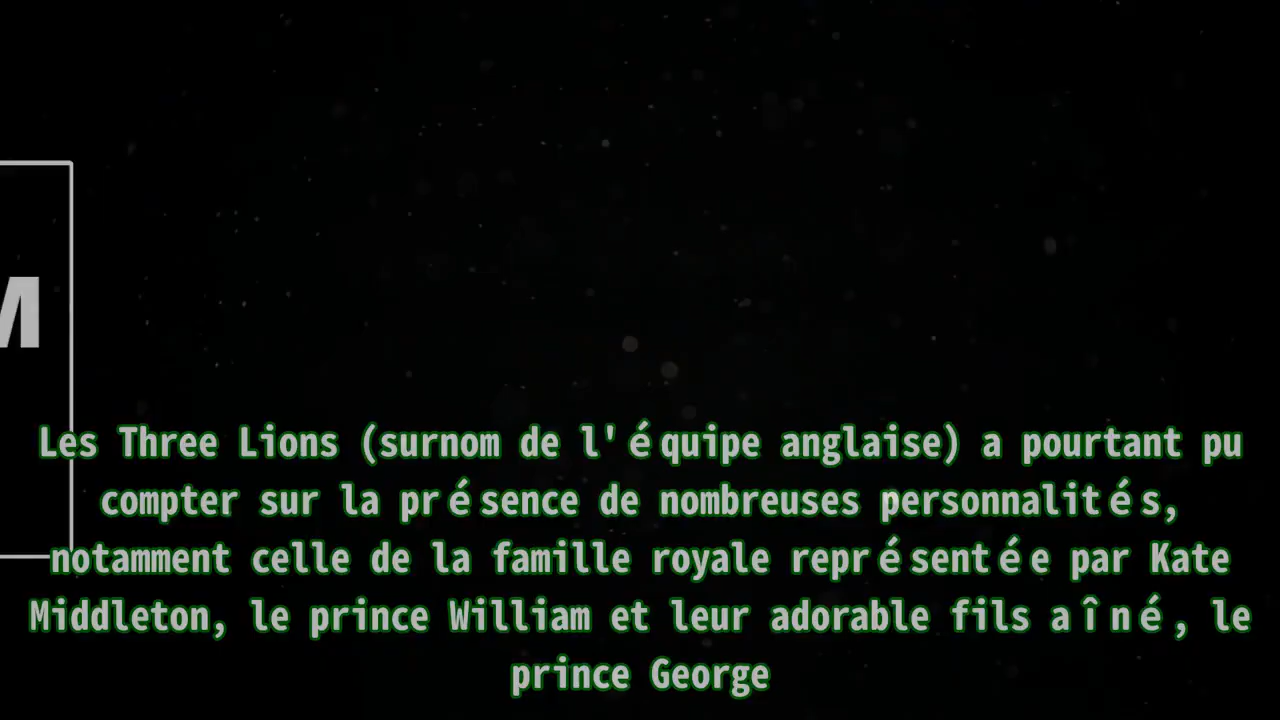 M
Les Three Lions (surnom de l'équipe anglaise) a pourtant pu
compter sur la présence de nombreuses personnalités,
notamment celle de la famille royale représentée par Kate
Middleton, le prince William et leur adorable fils aîné, le
prince George